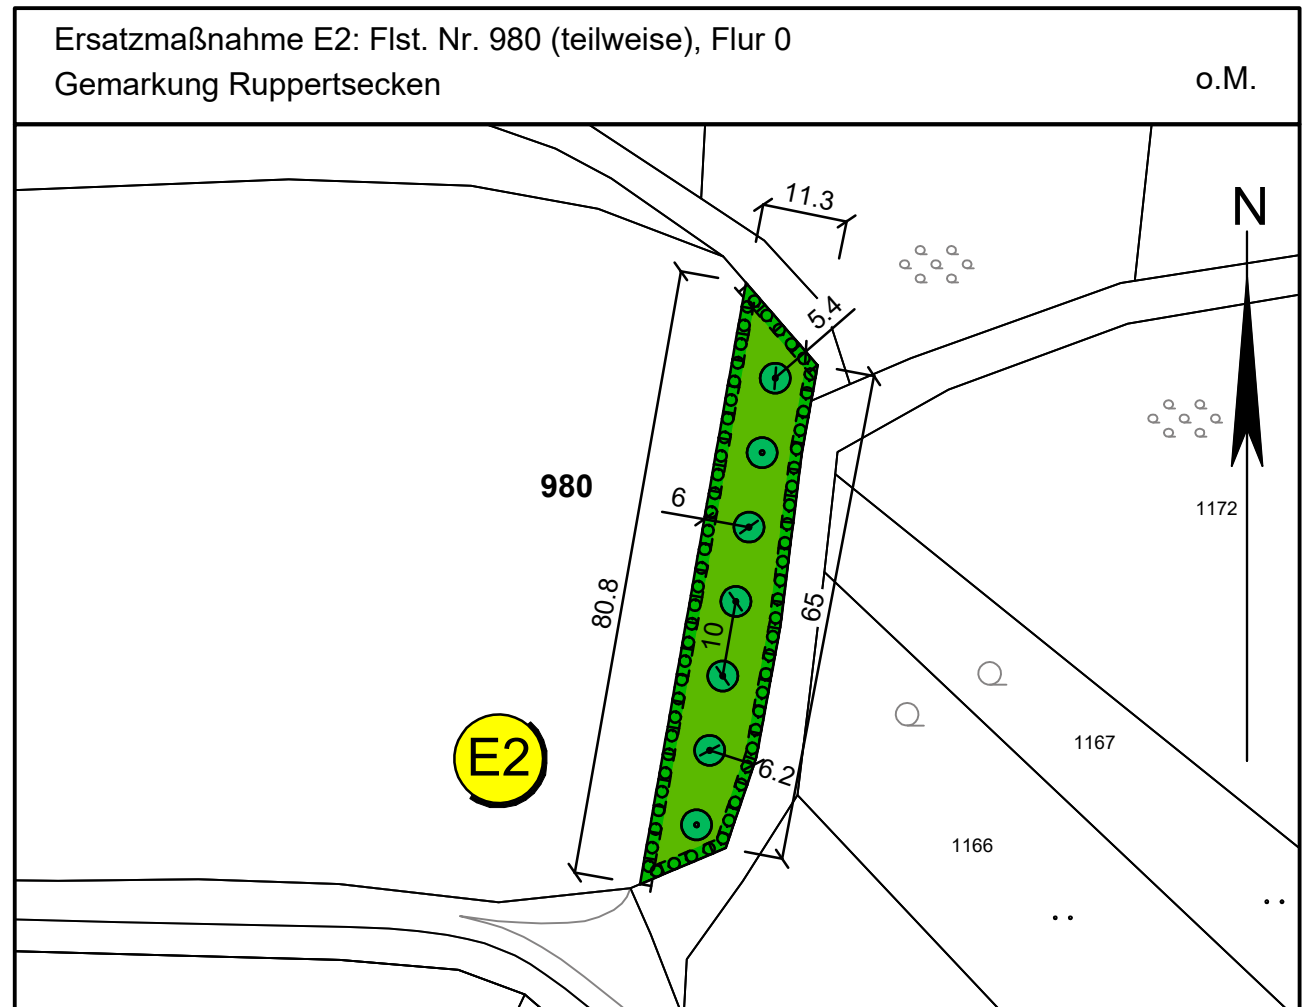 Ersatzmaßnahme E2: Flst. Nr. 980 (teilweise), Flur 0
Gemarkung Ruppertsecken
o.M.
11.3
N
5.4
980
6
1172
80.8
65
10
E2
6.2
1167
1166